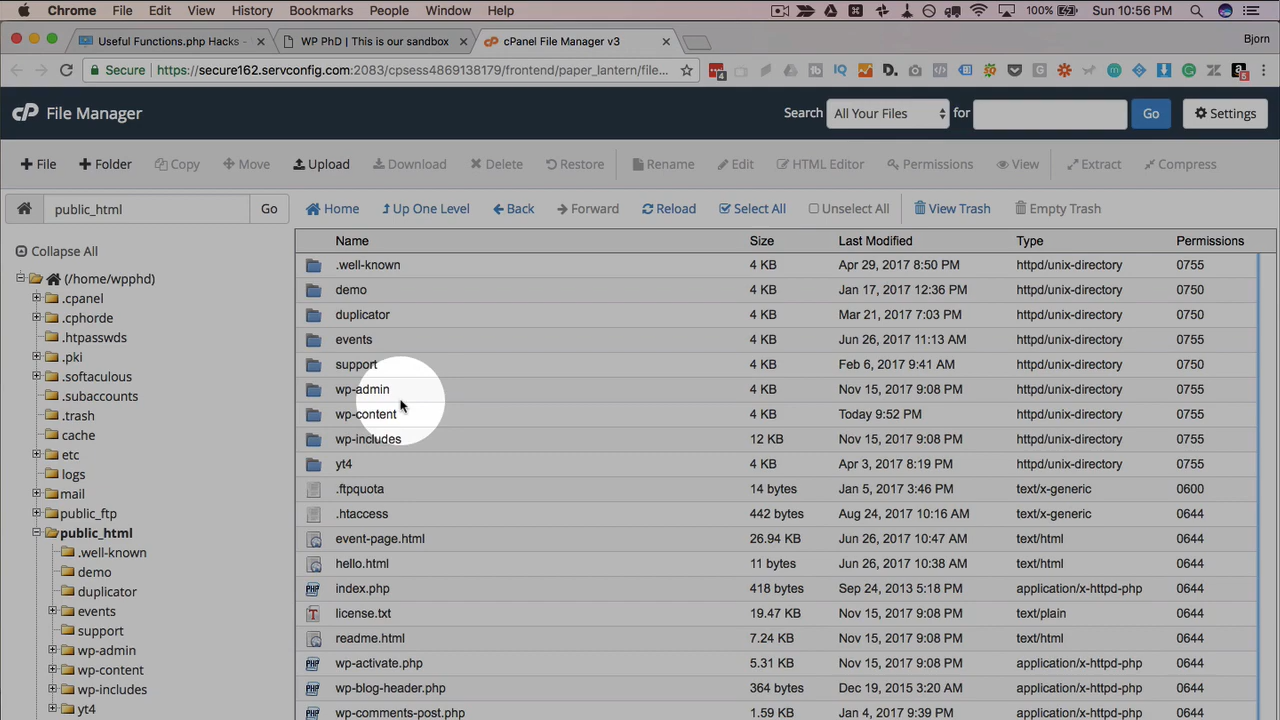 Chrome File Edit View History Bookmarks People Window Help 100% Sun 10:56 PM
Useful Functions.php Hacks - WP PhD | This is our sandbox cPanel File Manager v3 Bjorn
Secure https://secure162.servconfig.com:2083/cpsess4869138179/frontend/paper_lantern/file...
cP File Manager Search All Your Files for Go Settings
File Folder Copy Move Upload Download Delete Restore Rename Edit HTML Editor Permissions View Extract Compress
public_html Go Home Up One Level Back Forward Reload Select All Unselect All View Trash Empty Trash
Collapse All
(/home/wpphd)
.cpanel
.cphorde
.htpasswds
.pki
.softaculous
.subaccounts
.trash
cache
etc
logs
mail
public_ftp
public_html
.well-known
demo
duplicator
events
support
wp-admin
wp-content
wp-includes
yt4
Name Size Last Modified Type Permissions
.well-known 4 KB Apr 29, 2017 8:50 PM httpd/unix-directory 0755
demo 4 KB Jan 17, 2017 12:36 PM httpd/unix-directory 0750
duplicator 4 KB Mar 21, 2017 7:03 PM httpd/unix-directory 0750
events 4 KB Jun 26, 2017 11:13 AM httpd/unix-directory 0750
support 4 KB Feb 6, 2017 9:41 AM httpd/unix-directory 0750
wp-admin 4 KB Nov 15, 2017 9:08 PM httpd/unix-directory 0755
wp-content 4 KB Today 9:52 PM httpd/unix-directory 0755
wp-includes 12 KB Nov 15, 2017 9:08 PM httpd/unix-directory 0755
yt4 4 KB Apr 3, 2017 8:19 PM httpd/unix-directory 0755
.ftpquota 14 bytes Jan 5, 2017 3:46 PM text/x-generic 0600
.htaccess 442 bytes Aug 24, 2017 10:16 AM text/x-generic 0644
event-page.html 26.94 KB Jun 26, 2017 10:47 AM text/html 0644
hello.html 11 bytes Jun 26, 2017 10:38 AM text/html 0644
index.php 418 bytes Sep 24, 2013 5:18 PM application/x-httpd-php 0644
license.txt 19.47 KB Nov 15, 2017 9:08 PM text/plain 0644
readme.html 7.24 KB Nov 15, 2017 9:08 PM text/html 0644
wp-activate.php 5.31 KB Nov 15, 2017 9:08 PM application/x-httpd-php 0644
wp-blog-header.php 364 bytes Dec 19, 2015 3:20 AM application/x-httpd-php 0644
wp-comments-post.php 1.59 KB Jan 4, 2017 9:39 PM application/x-httpd-php 0644